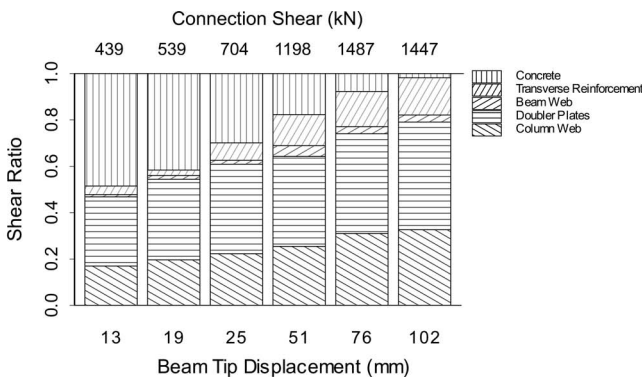 Connection Shear (kN)
439 539 704 1198 1487 1447
1.0
0.8
0.6
0.4
0.2
0.0
Shear Ratio
Concrete
Transverse Reinforcement
Beam Web
Doubler Plates
Column Web
13 19 25 51 76 102
Beam Tip Displacement (mm)